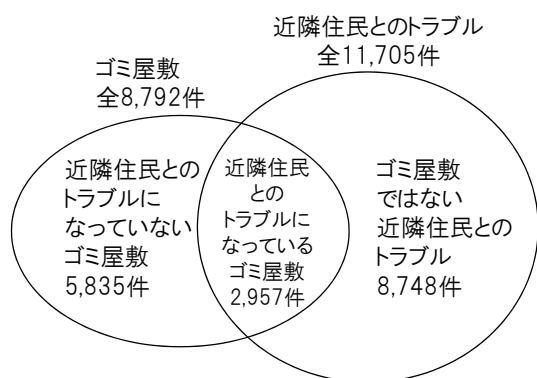 近隣住民とのトラブル
全11,705件
ゴミ屋敷
全8,792件
近隣住民との
トラブルに
なっていない
ゴミ屋敷
5,835件
近隣住民
との
トラブルに
なっている
ゴミ屋敷
2,957件
ゴミ屋敷
ではない
近隣住民との
トラブル
8,748件